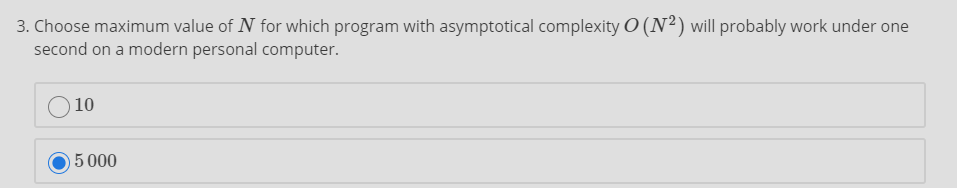 3. Choose maximum value of N for which program with asymptotical complexity O (N²) will probably work under one
second on a modern personal computer.
10
5 000